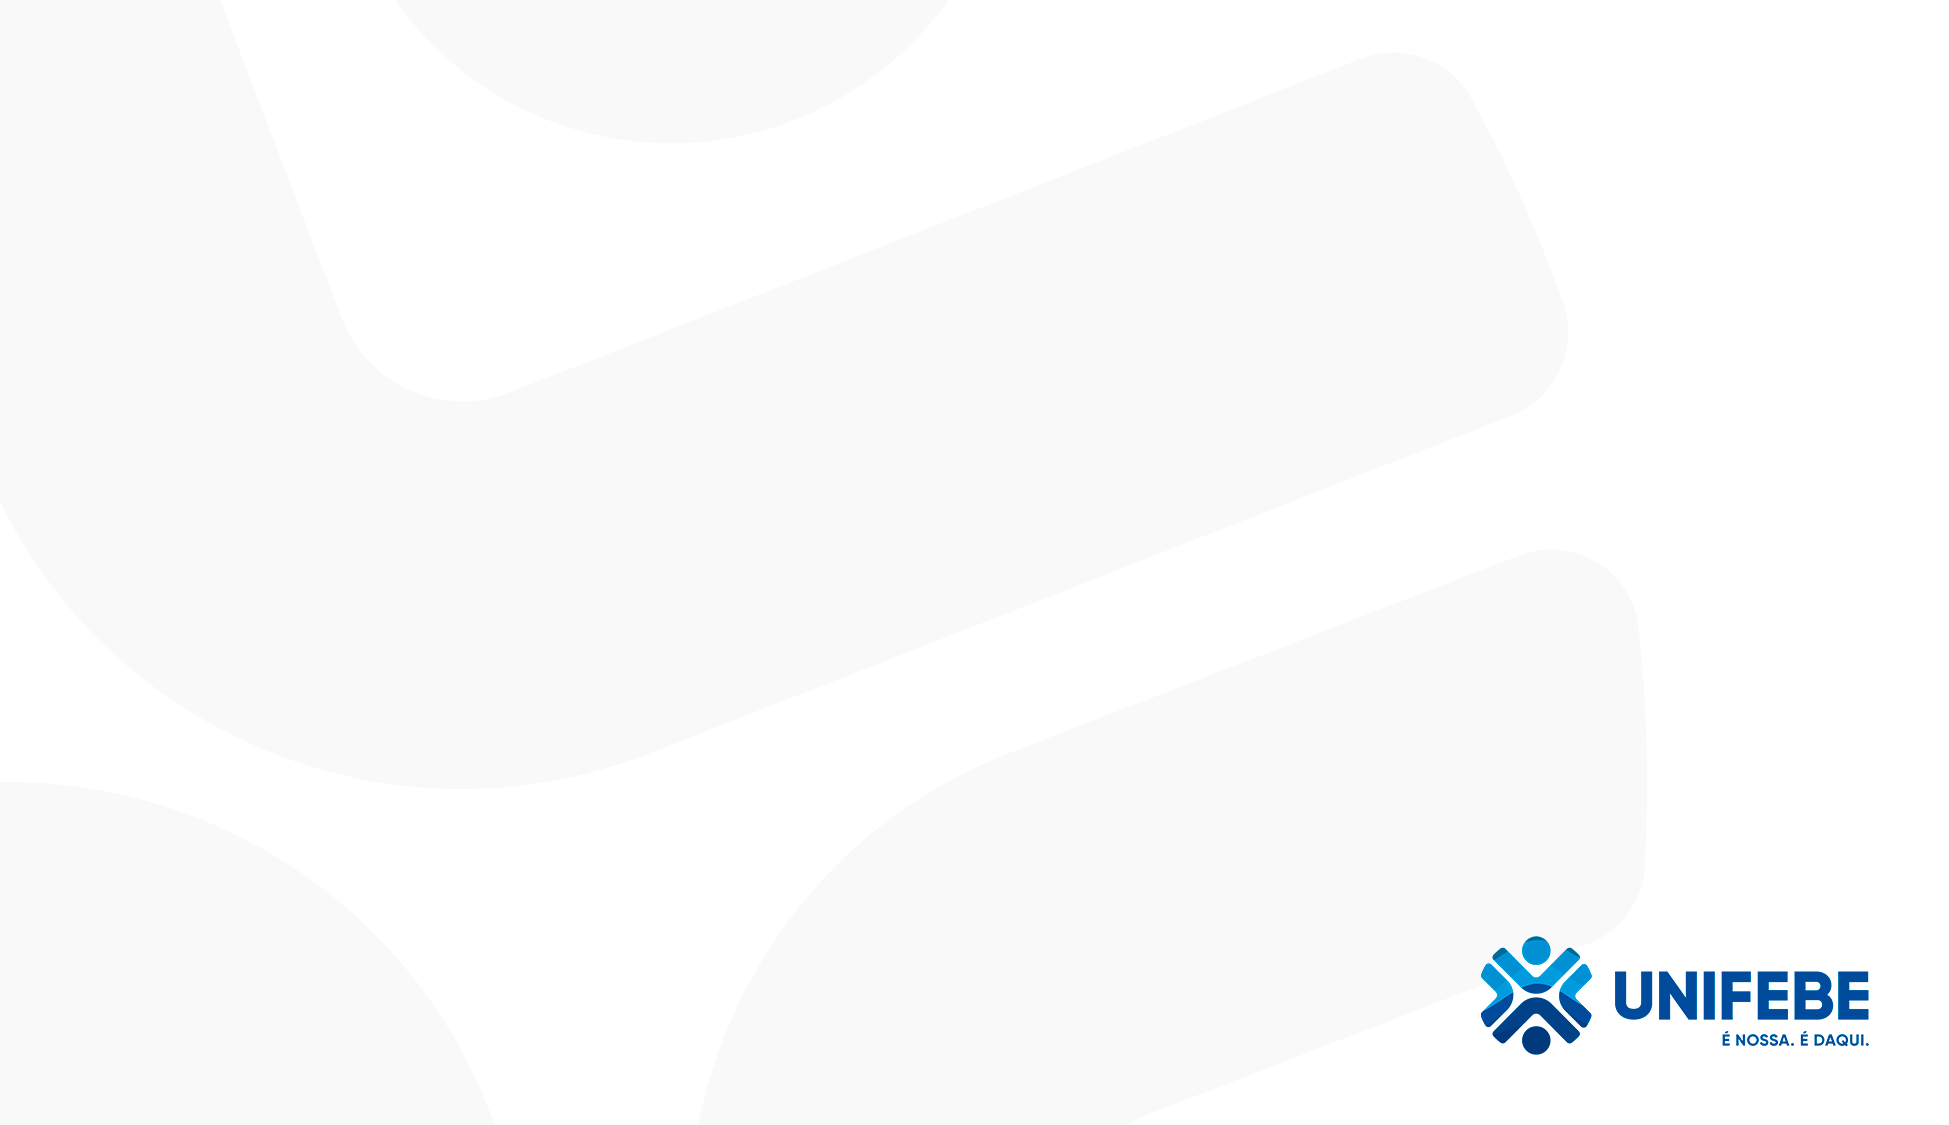 UNIFEBE
É NOSSA. É DAQUI.